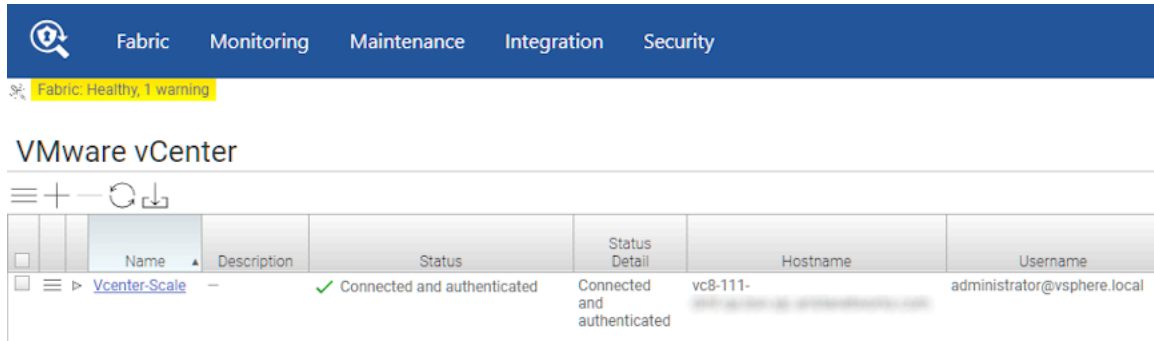 Fabric Monitoring Maintenance Integration Security
Fabric: Healthy, 1 warning
VMware vCenter
Name Description Status Status Detail Hostname Username
Vcenter-Scale — Connected and authenticated Connected and authenticated vc8-111- administrator@vsphere.local